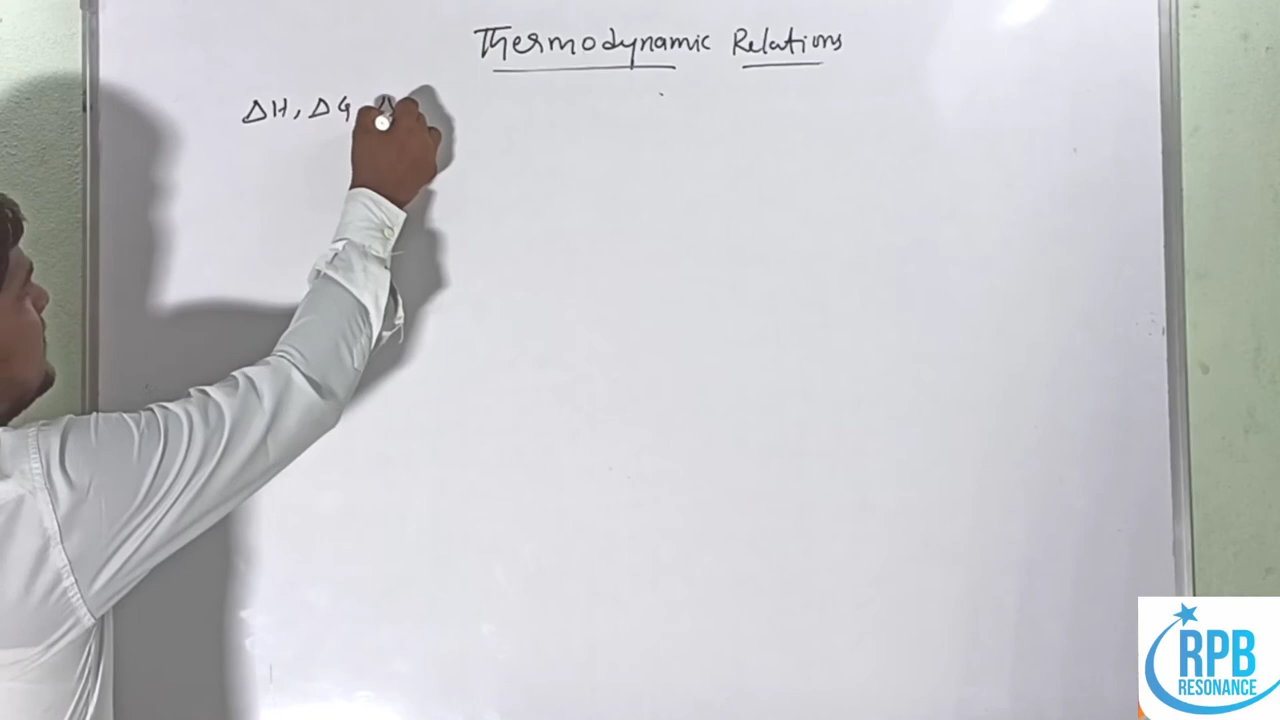 Thermodynamic Relations
ΔH, ΔG Δ
RPB
RESONANCE